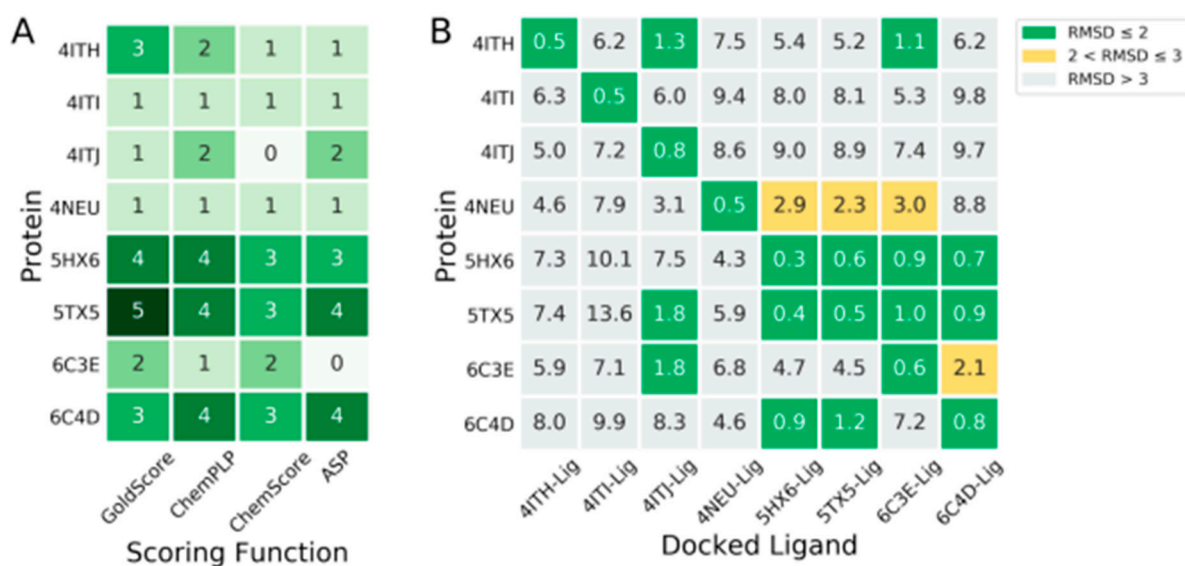 A
Protein
4ITH 3 2 1 1
4ITI 1 1 1 1
4ITJ 1 2 0 2
4NEU 1 1 1 1
5HX6 4 4 3 3
5TX5 5 4 3 4
6C3E 2 1 2 0
6C4D 3 4 3 4
GoldScore ChemPLP ChemScore ASP
Scoring Function
B
Protein
4ITH 0.5 6.2 1.3 7.5 5.4 5.2 1.1 6.2
4ITI 6.3 0.5 6.0 9.4 8.0 8.1 5.3 9.8
4ITJ 5.0 7.2 0.8 8.6 9.0 8.9 7.4 9.7
4NEU 4.6 7.9 3.1 0.5 2.9 2.3 3.0 8.8
5HX6 7.3 10.1 7.5 4.3 0.3 0.6 0.9 0.7
5TX5 7.4 13.6 1.8 5.9 0.4 0.5 1.0 0.9
6C3E 5.9 7.1 1.8 6.8 4.7 4.5 0.6 2.1
6C4D 8.0 9.9 8.3 4.6 0.9 1.2 7.2 0.8
4ITH-Lig 4ITI-Lig 4ITJ-Lig 4NEU-Lig 5HX6-Lig 5TX5-Lig 6C3E-Lig 6C4D-Lig
Docked Ligand
RMSD ≤ 2
2 < RMSD ≤ 3
RMSD > 3